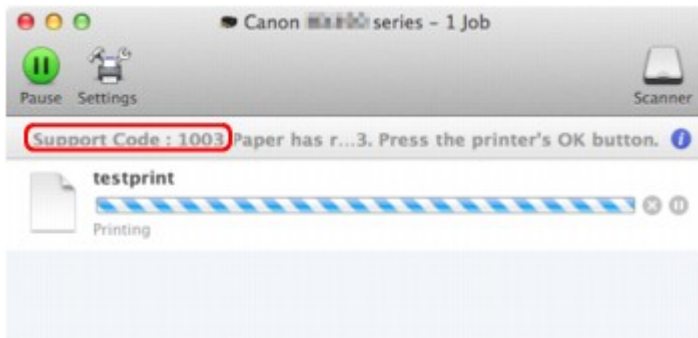 Canon series - 1 Job
Pause Settings Scanner
Support Code : 1003 Paper has r...3. Press the printer's OK button.
testprint
Printing